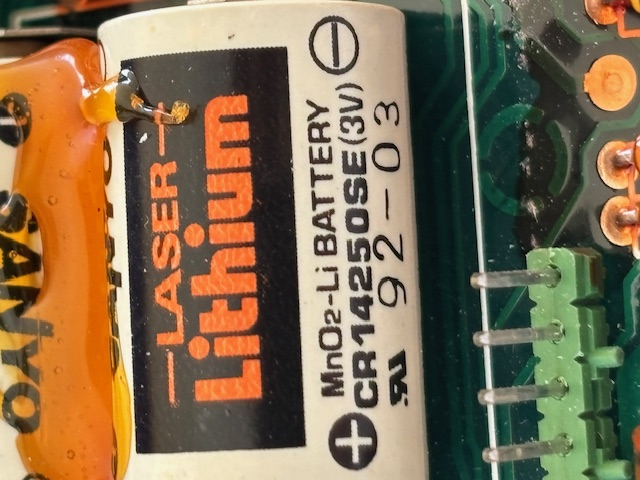 LASER
Lithium
MnO2-Li BATTERY
CR14250SE(3V)
92-03
SANYO